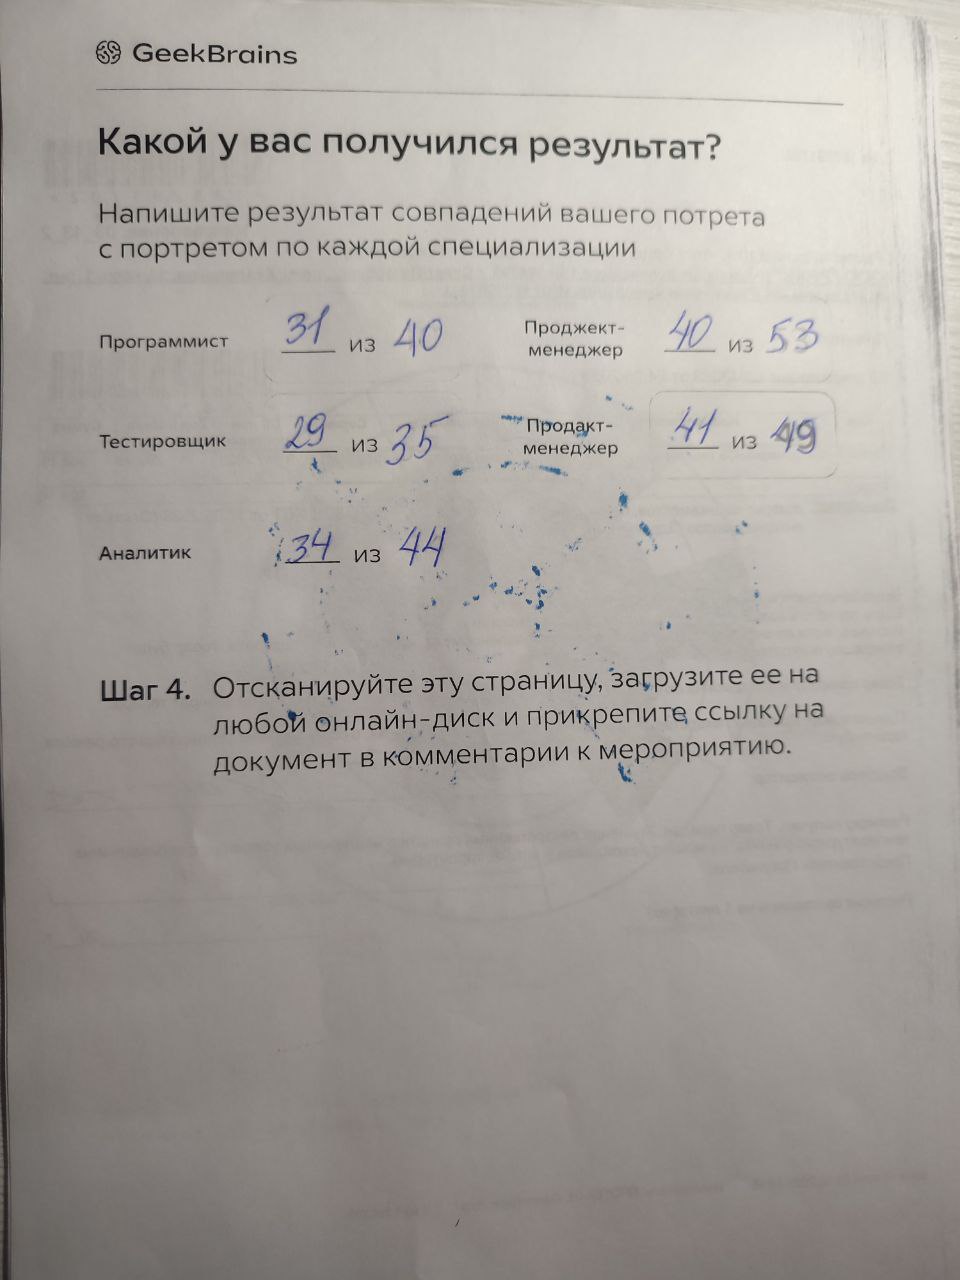 GeekBrains
Какой у вас получился результат?
Напишите результат совпадений вашего потрета
с портретом по каждой специализации
Программист 31 из 40
Проджект-
менеджер 40 из 53
Тестировщик 29 из 35
Продакт-
менеджер 41 из 49
Аналитик 34 из 44
Шаг 4. Отсканируйте эту страницу, загрузите ее на
любой онлайн-диск и прикрепите ссылку на
документ в комментарии к мероприятию.